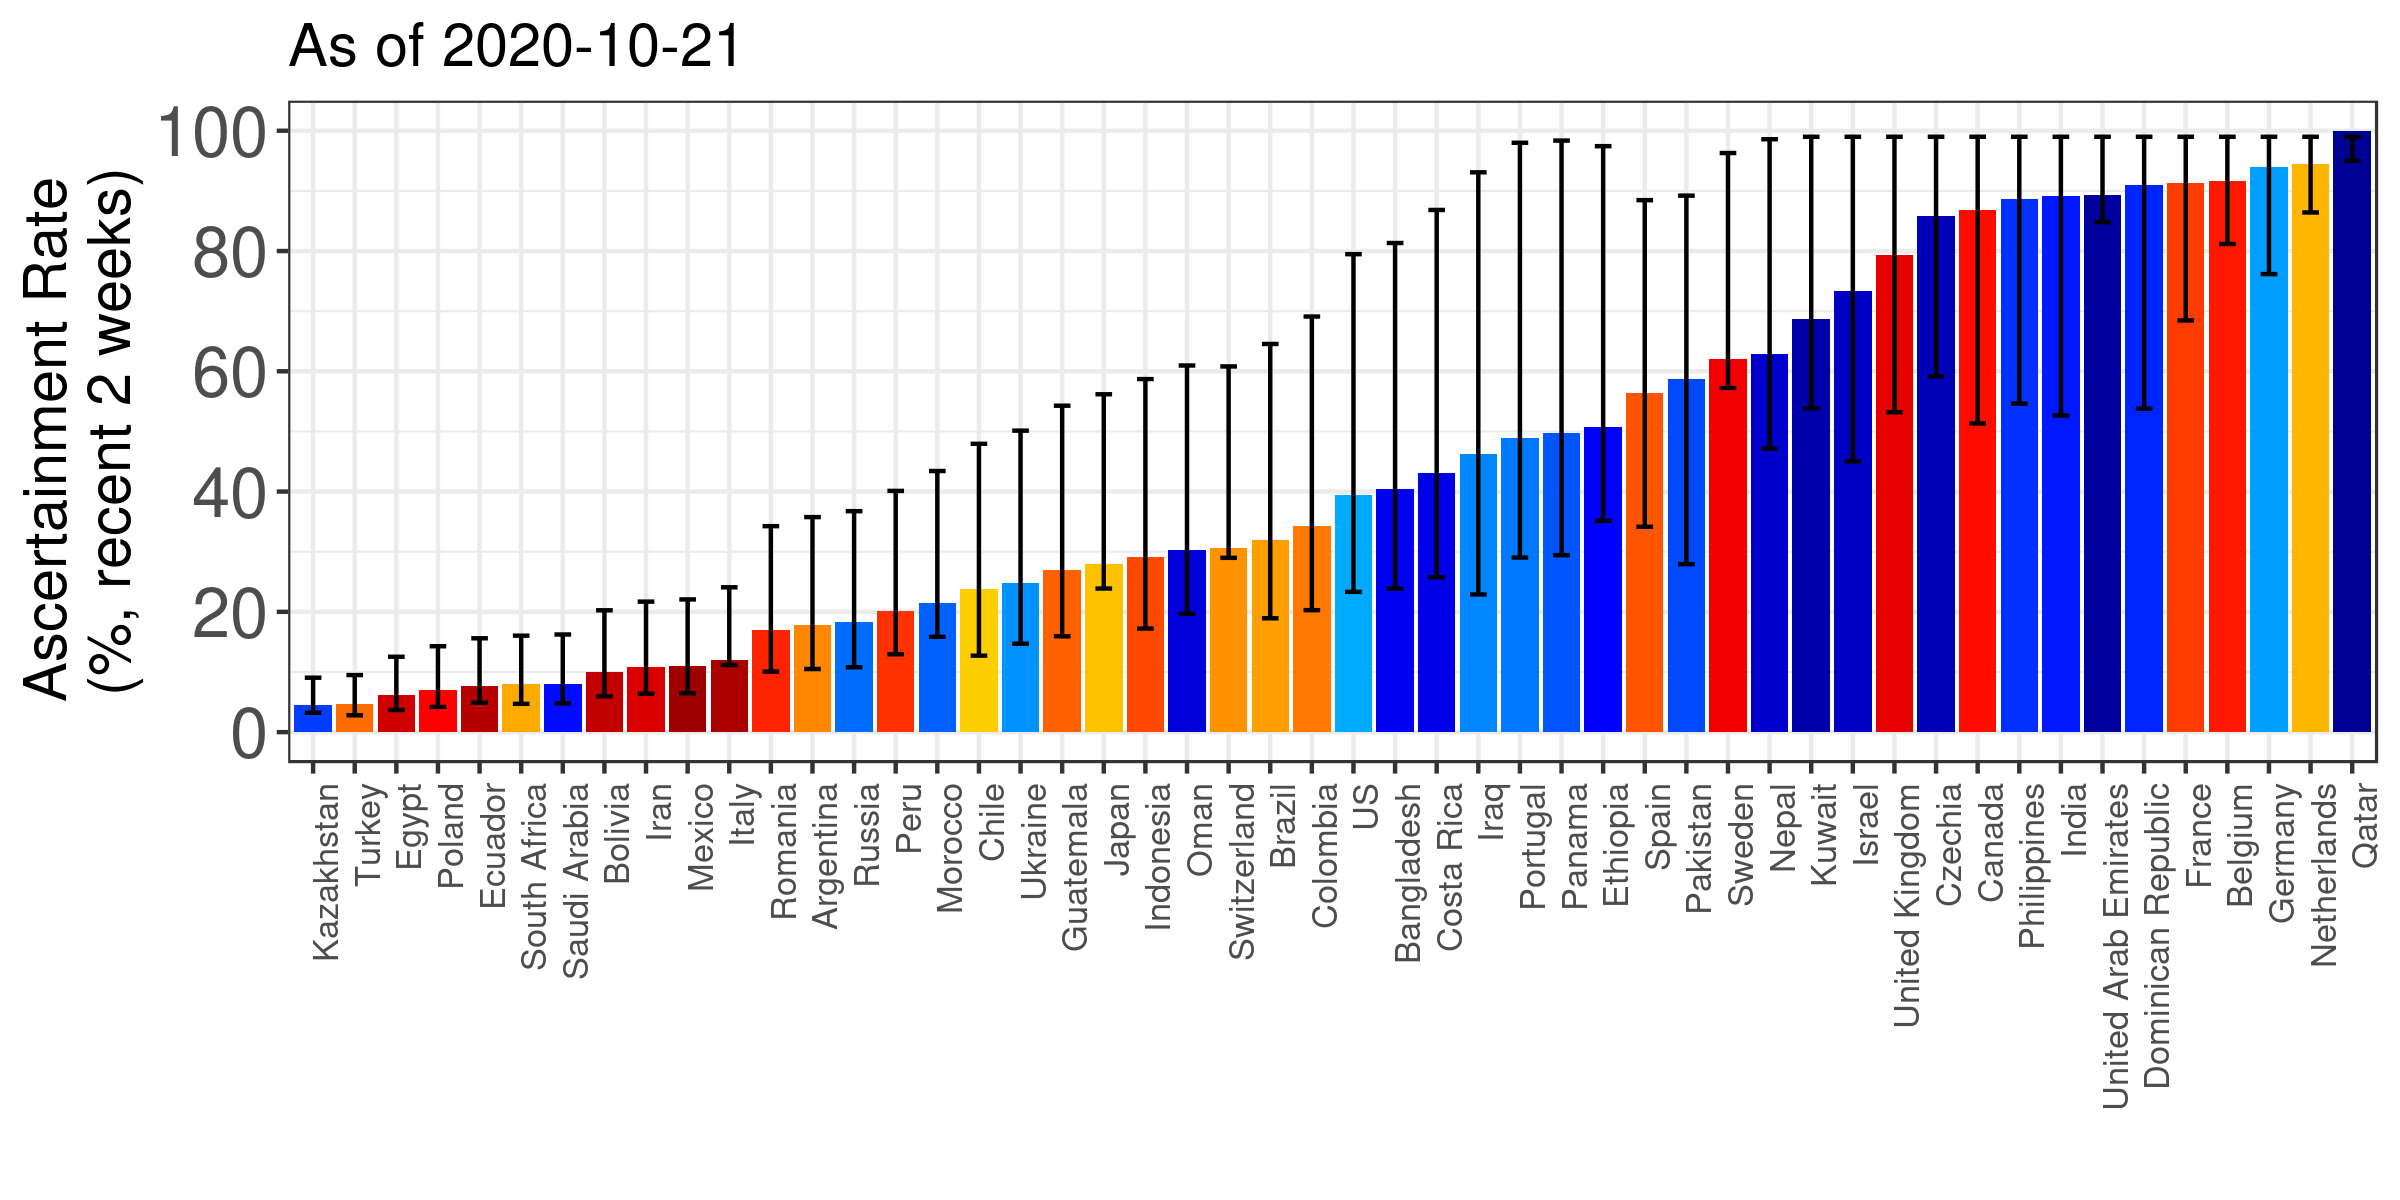 As of 2020-10-21
Ascertainment Rate
(%, recent 2 weeks)
100
80
60
40
20
0
Kazakhstan
Turkey
Egypt
Poland
Ecuador
South Africa
Saudi Arabia
Bolivia
Iran
Mexico
Italy
Romania
Argentina
Russia
Peru
Morocco
Chile
Ukraine
Guatemala
Japan
Indonesia
Oman
Switzerland
Brazil
Colombia
US
Bangladesh
Costa Rica
Iraq
Portugal
Panama
Ethiopia
Spain
Pakistan
Sweden
Nepal
Kuwait
Israel
United Kingdom
Czechia
Canada
Philippines
India
United Arab Emirates
Dominican Republic
France
Belgium
Germany
Netherlands
Qatar